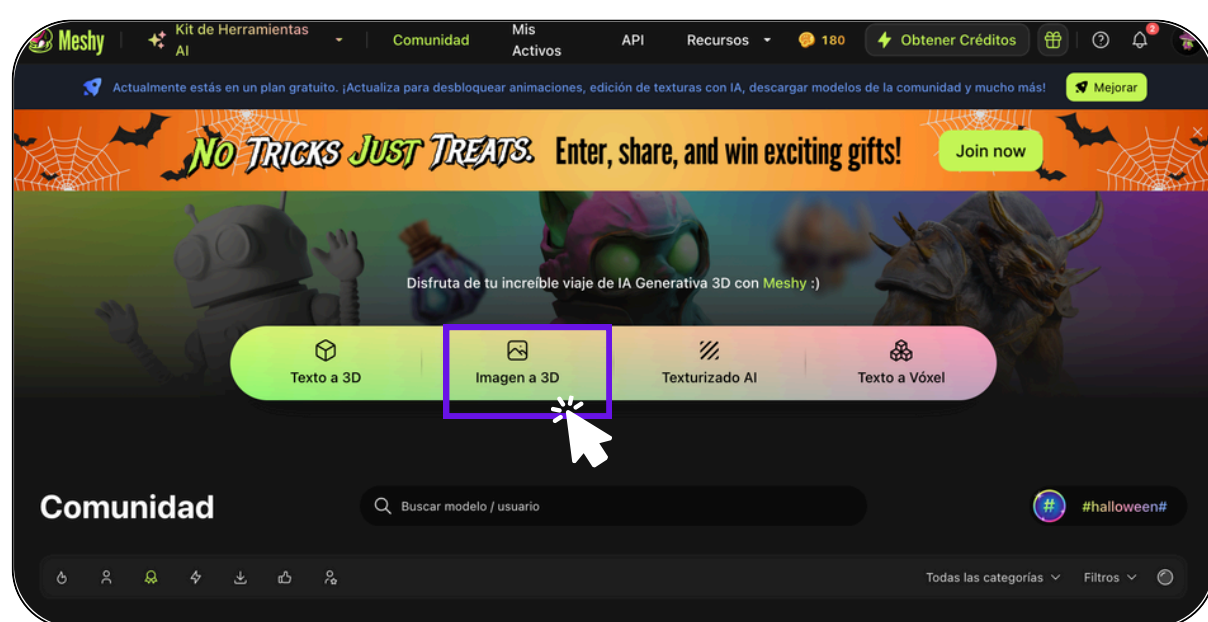 Meshy
Kit de Herramientas
AI
Comunidad
Mis
Activos
API
Recursos
180
Obtener Créditos
2
Actualmente estás en un plan gratuito. ¡Actualiza para desbloquear animaciones, edición de texturas con IA, descargar modelos de la comunidad y mucho más!
Mejorar
No Tricks Just Treats. Enter, share, and win exciting gifts!
Join now
Disfruta de tu increíble viaje de IA Generativa 3D con Meshy :)
Texto a 3D
Imagen a 3D
Texturizado AI
Texto a Vóxel
Comunidad
Buscar modelo / usuario
# #halloween#
Todas las categorías
Filtros